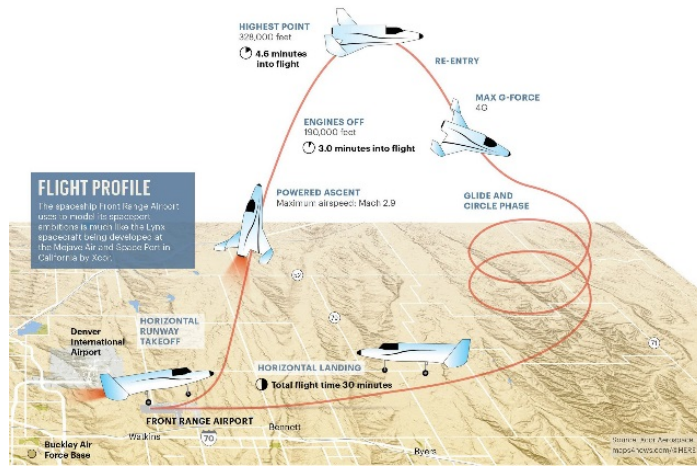 HIGHEST POINT
328,000 feet
4.6 minutes
into flight
RE-ENTRY
MAX G-FORCE
4G
ENGINES OFF
190,000 feet
3.0 minutes into flight
FLIGHT PROFILE
The spaceship Front Range Airport
uses to model its spaceport
ambitions is much like the Lynx
spacecraft being developed at
the Mojave Air and Space Port in
California by Xcor.
POWERED ASCENT
Maximum airspeed: Mach 2.9
GLIDE AND
CIRCLE PHASE
52
79
71
HORIZONTAL
RUNWAY
TAKEOFF
Denver
International
Airport
HORIZONTAL LANDING
Total flight time 30 minutes
FRONT RANGE AIRPORT
Bennett
Watkins
70
Byers
Buckley Air
Force Base
Aerospace,